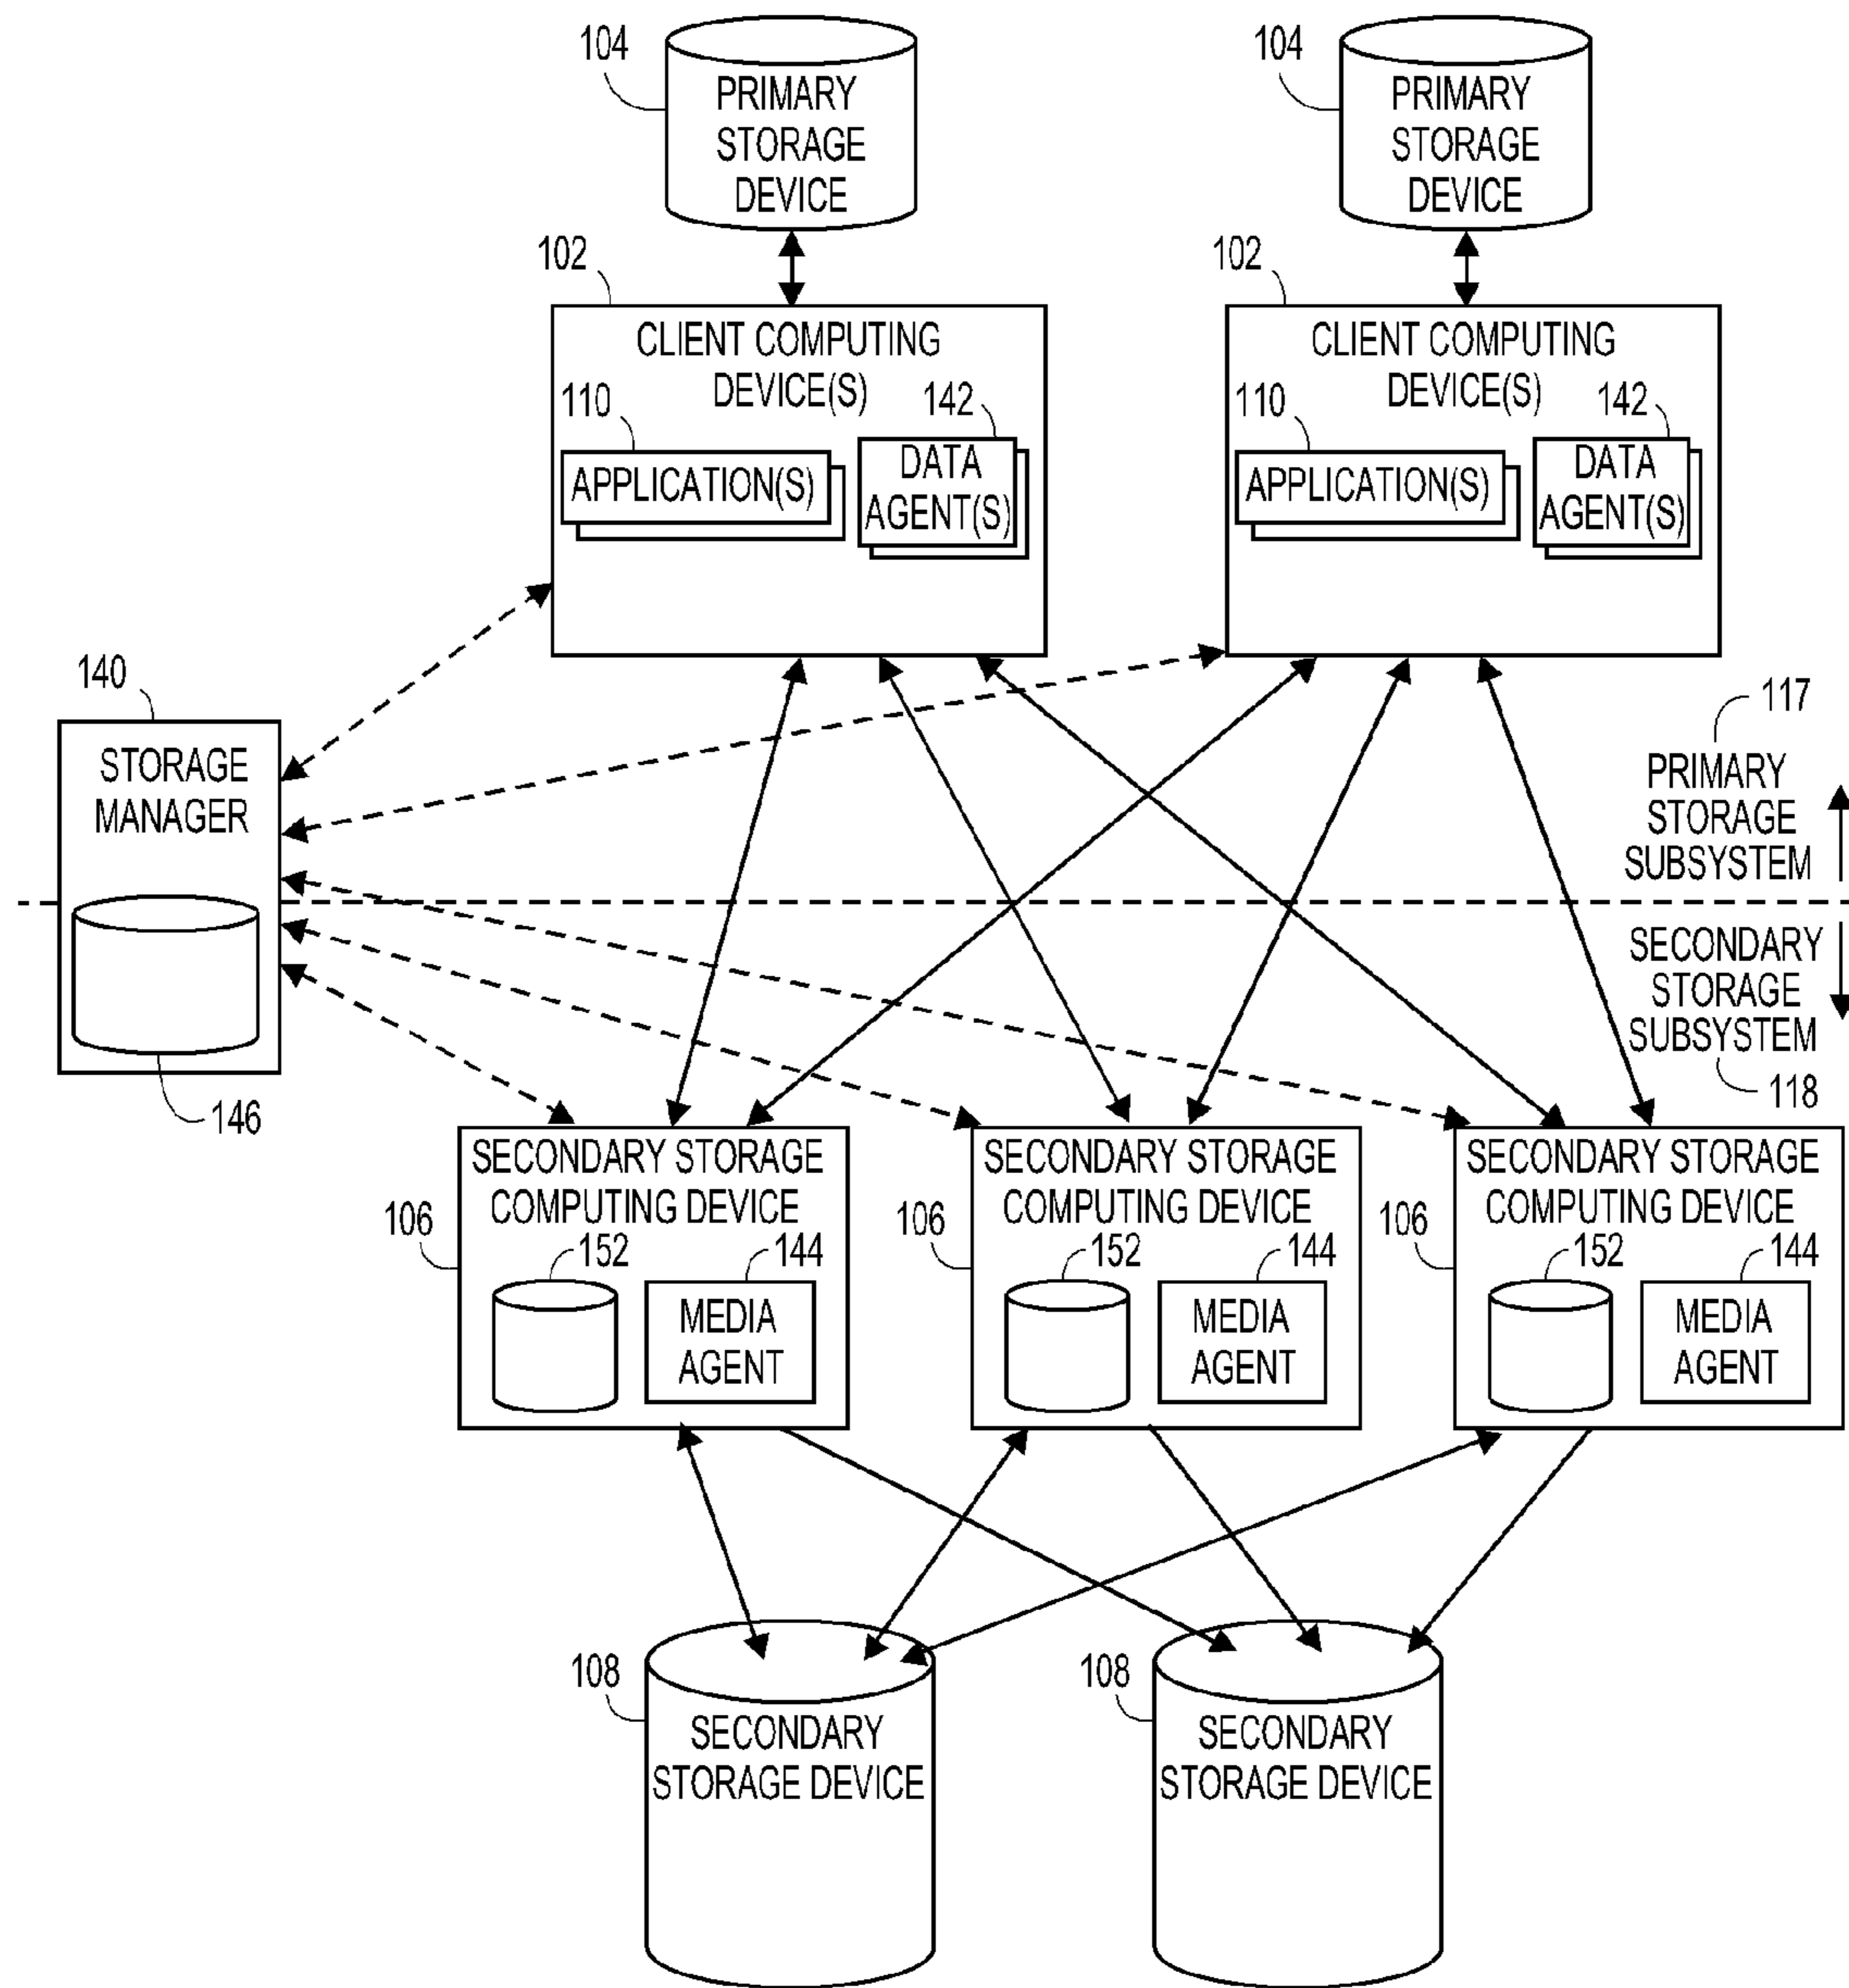 104
PRIMARY
STORAGE
DEVICE
104
PRIMARY
STORAGE
DEVICE
102
CLIENT COMPUTING
DEVICE(S)
110
APPLICATION(S)
142
DATA
AGENT(S)
102
CLIENT COMPUTING
DEVICE(S)
110
APPLICATION(S)
142
DATA
AGENT(S)
140
STORAGE
MANAGER
146
117
PRIMARY
STORAGE
SUBSYSTEM
SECONDARY
STORAGE
SUBSYSTEM
118
106
SECONDARY STORAGE
COMPUTING DEVICE
152
144
MEDIA
AGENT
106
SECONDARY STORAGE
COMPUTING DEVICE
152
144
MEDIA
AGENT
106
SECONDARY STORAGE
COMPUTING DEVICE
152
144
MEDIA
AGENT
108
SECONDARY
STORAGE DEVICE
108
SECONDARY
STORAGE DEVICE